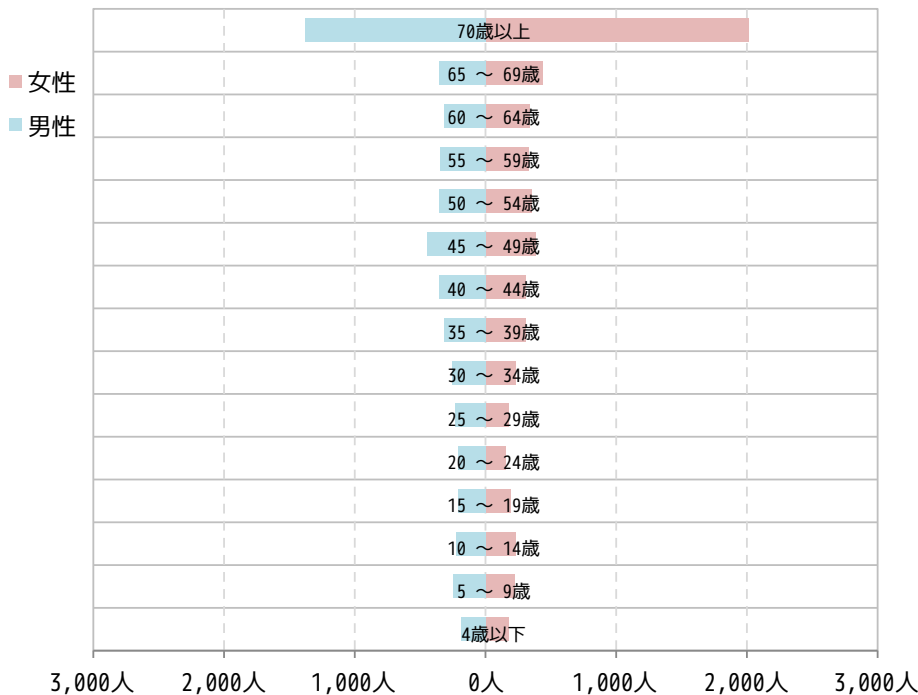 70歳以上
65 ～ 69歳
女性
60 ～ 64歳
男性
55 ～ 59歳
50 ～ 54歳
45 ～ 49歳
40 ～ 44歳
35 ～ 39歳
30 ～ 34歳
25 ～ 29歳
20 ～ 24歳
15 ～ 19歳
10 ～ 14歳
5 ～ 9歳
4歳以下
3,000人 2,000人 1,000人 0人 1,000人 2,000人 3,000人